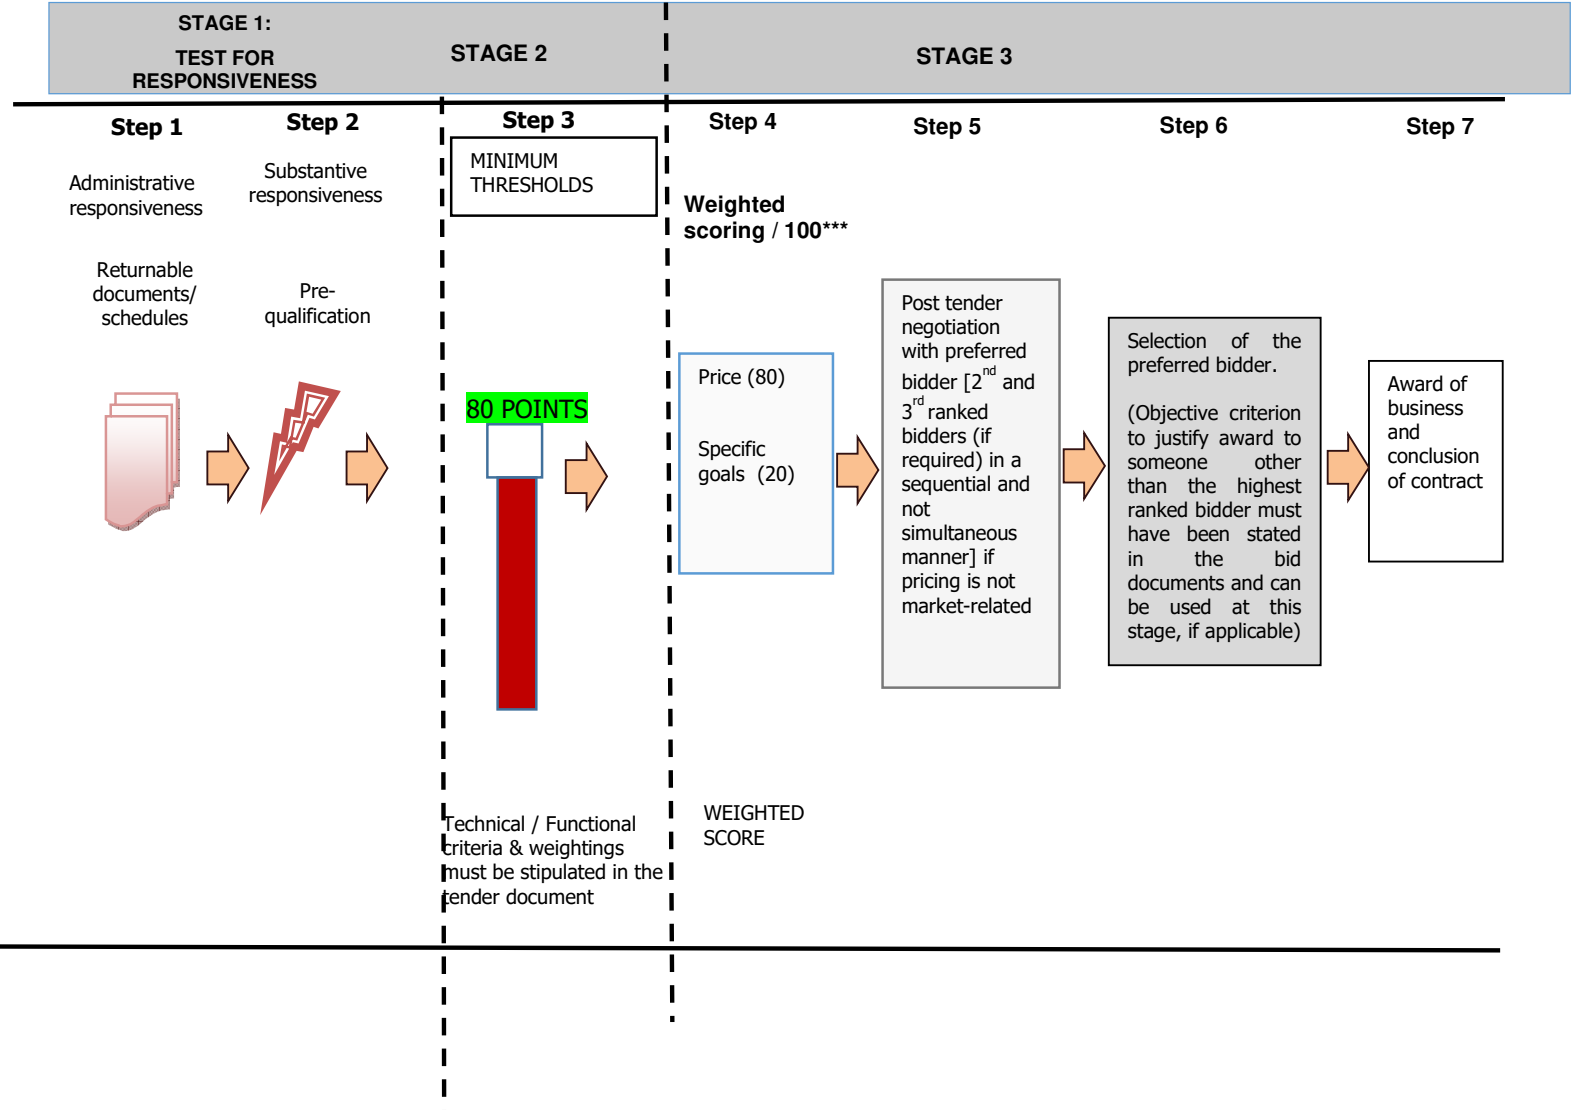 STAGE 1:
TEST FOR
RESPONSIVENESS
STAGE 2
STAGE 3
Step 1
Step 2
Step 3
Step 4
Step 5
Step 6
Step 7
Administrative
responsiveness
Returnable
documents/
schedules
Substantive
responsiveness
Pre-
qualification
MINIMUM
THRESHOLDS
80 POINTS
Technical / Functional
criteria & weightings
must be stipulated in the
tender document
Weighted
scoring / 100***
Price (80)
Specific
goals (20)
WEIGHTED
SCORE
Post tender
negotiation
with preferred
bidder [2nd and
3rd ranked
bidders (if
required) in a
sequential and
not
simultaneous
manner] if
pricing is not
market-related
Selection of the
preferred bidder.
(Objective criterion
to justify award to
someone other
than the highest
ranked bidder must
have been stated
in the bid
documents and can
be used at this
stage, if applicable)
Award of
business
and
conclusion
of contract